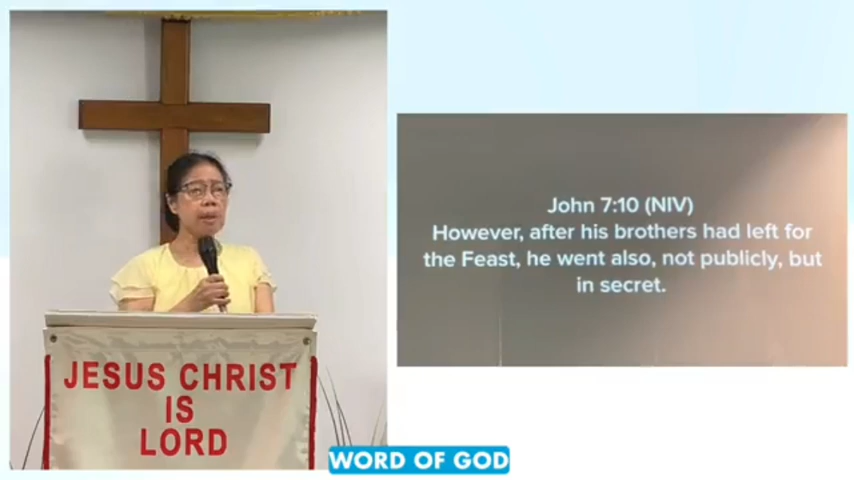 JESUS CHRIST
IS
LORD
John 7:10 (NIV)
However, after his brothers had left for
the Feast, he went also, not publicly, but
in secret.
WORD OF GOD